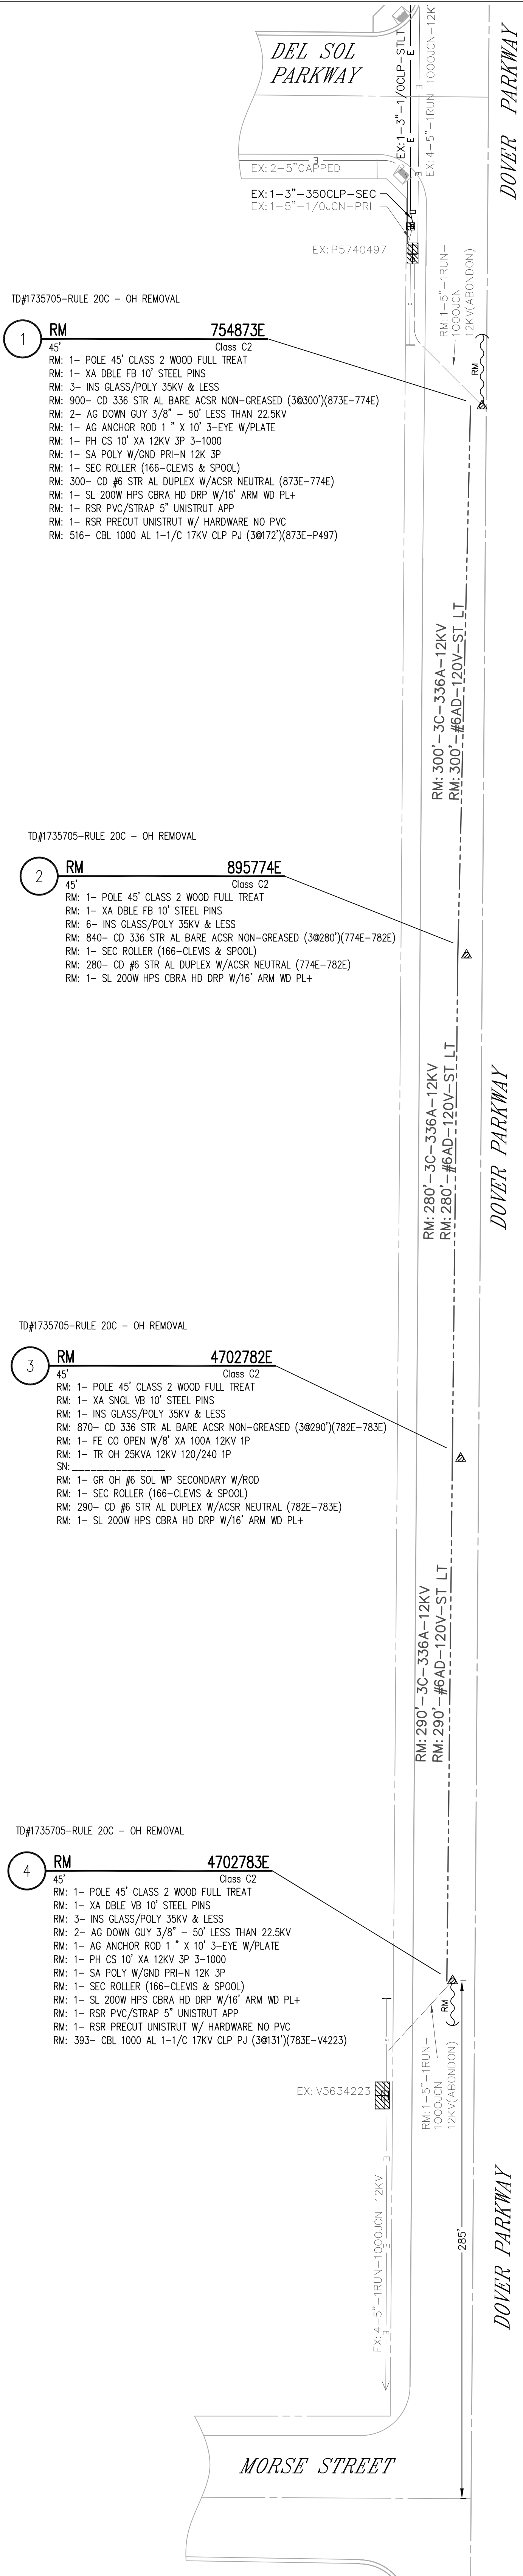 DEL SOL
PARKWAY
DOVER PARKWAY
EX: 1-3"-1/0CLP-STLT
EX: 4-5"-1RUN-1000JCN-12K
EX: 2-5"CAPPED
EX: 1-3"-350CLP-SEC
EX: 1-5"-1/0JCN-PRI
EX: P5740497
RM: 1-5"-1RUN-
1000JCN
12KV(ABONDON)
RM
TD#1735705-RULE 20C - OH REMOVAL
1
RM 754873E
45' Class C2
RM: 1- POLE 45' CLASS 2 WOOD FULL TREAT
RM: 1- XA DBLE FB 10' STEEL PINS
RM: 3- INS GLASS/POLY 35KV & LESS
RM: 900- CD 336 STR AL BARE ACSR NON-GREASED (3@300')(873E-774E)
RM: 2- AG DOWN GUY 3/8" - 50' LESS THAN 22.5KV
RM: 1- AG ANCHOR ROD 1 " X 10' 3-EYE W/PLATE
RM: 1- PH CS 10' XA 12KV 3P 3-1000
RM: 1- SA POLY W/GND PRI-N 12K 3P
RM: 1- SEC ROLLER (166-CLEVIS & SPOOL)
RM: 300- CD #6 STR AL DUPLEX W/ACSR NEUTRAL (873E-774E)
RM: 1- SL 200W HPS CBRA HD DRP W/16' ARM WD PL+
RM: 1- RSR PVC/STRAP 5" UNISTRUT APP
RM: 1- RSR PRECUT UNISTRUT W/ HARDWARE NO PVC
RM: 516- CBL 1000 AL 1-1/C 17KV CLP PJ (3@172')(873E-P497)
RM: 300'-3C-336A-12KV
RM: 300'-#6AD-120V-ST LT
TD#1735705-RULE 20C - OH REMOVAL
2
RM 895774E
45' Class C2
RM: 1- POLE 45' CLASS 2 WOOD FULL TREAT
RM: 1- XA DBLE FB 10' STEEL PINS
RM: 6- INS GLASS/POLY 35KV & LESS
RM: 840- CD 336 STR AL BARE ACSR NON-GREASED (3@280')(774E-782E)
RM: 1- SEC ROLLER (166-CLEVIS & SPOOL)
RM: 280- CD #6 STR AL DUPLEX W/ACSR NEUTRAL (774E-782E)
RM: 1- SL 200W HPS CBRA HD DRP W/16' ARM WD PL+
RM: 280'-3C-336A-12KV
RM: 280'-#6AD-120V-ST LT
DOVER PARKWAY
TD#1735705-RULE 20C - OH REMOVAL
3
RM 4702782E
45' Class C2
RM: 1- POLE 45' CLASS 2 WOOD FULL TREAT
RM: 1- XA SNGL VB 10' STEEL PINS
RM: 1- INS GLASS/POLY 35KV & LESS
RM: 870- CD 336 STR AL BARE ACSR NON-GREASED (3@290')(782E-783E)
RM: 1- FE CO OPEN W/8' XA 100A 12KV 1P
RM: 1- TR OH 25KVA 12KV 120/240 1P
SN:________________
RM: 1- GR OH #6 SOL WP SECONDARY W/ROD
RM: 1- SEC ROLLER (166-CLEVIS & SPOOL)
RM: 290- CD #6 STR AL DUPLEX W/ACSR NEUTRAL (782E-783E)
RM: 1- SL 200W HPS CBRA HD DRP W/16' ARM WD PL+
RM: 290'-3C-336A-12KV
RM: 290'-#6AD-120V-ST LT
TD#1735705-RULE 20C - OH REMOVAL
4
RM 4702783E
45' Class C2
RM: 1- POLE 45' CLASS 2 WOOD FULL TREAT
RM: 1- XA DBLE VB 10' STEEL PINS
RM: 3- INS GLASS/POLY 35KV & LESS
RM: 2- AG DOWN GUY 3/8" - 50' LESS THAN 22.5KV
RM: 1- AG ANCHOR ROD 1 " X 10' 3-EYE W/PLATE
RM: 1- PH CS 10' XA 12KV 3P 3-1000
RM: 1- SA POLY W/GND PRI-N 12K 3P
RM: 1- SEC ROLLER (166-CLEVIS & SPOOL)
RM: 1- SL 200W HPS CBRA HD DRP W/16' ARM WD PL+
RM: 1- RSR PVC/STRAP 5" UNISTRUT APP
RM: 1- RSR PRECUT UNISTRUT W/ HARDWARE NO PVC
RM: 393- CBL 1000 AL 1-1/C 17KV CLP PJ (3@131')(783E-V4223)
RM
RM: 1-5"-1RUN-
1000JCN
12KV(ABONDON)
EX: V5634223
EX: 4-5"-1RUN-1000JCN-12KV
285'
DOVER PARKWAY
MORSE STREET